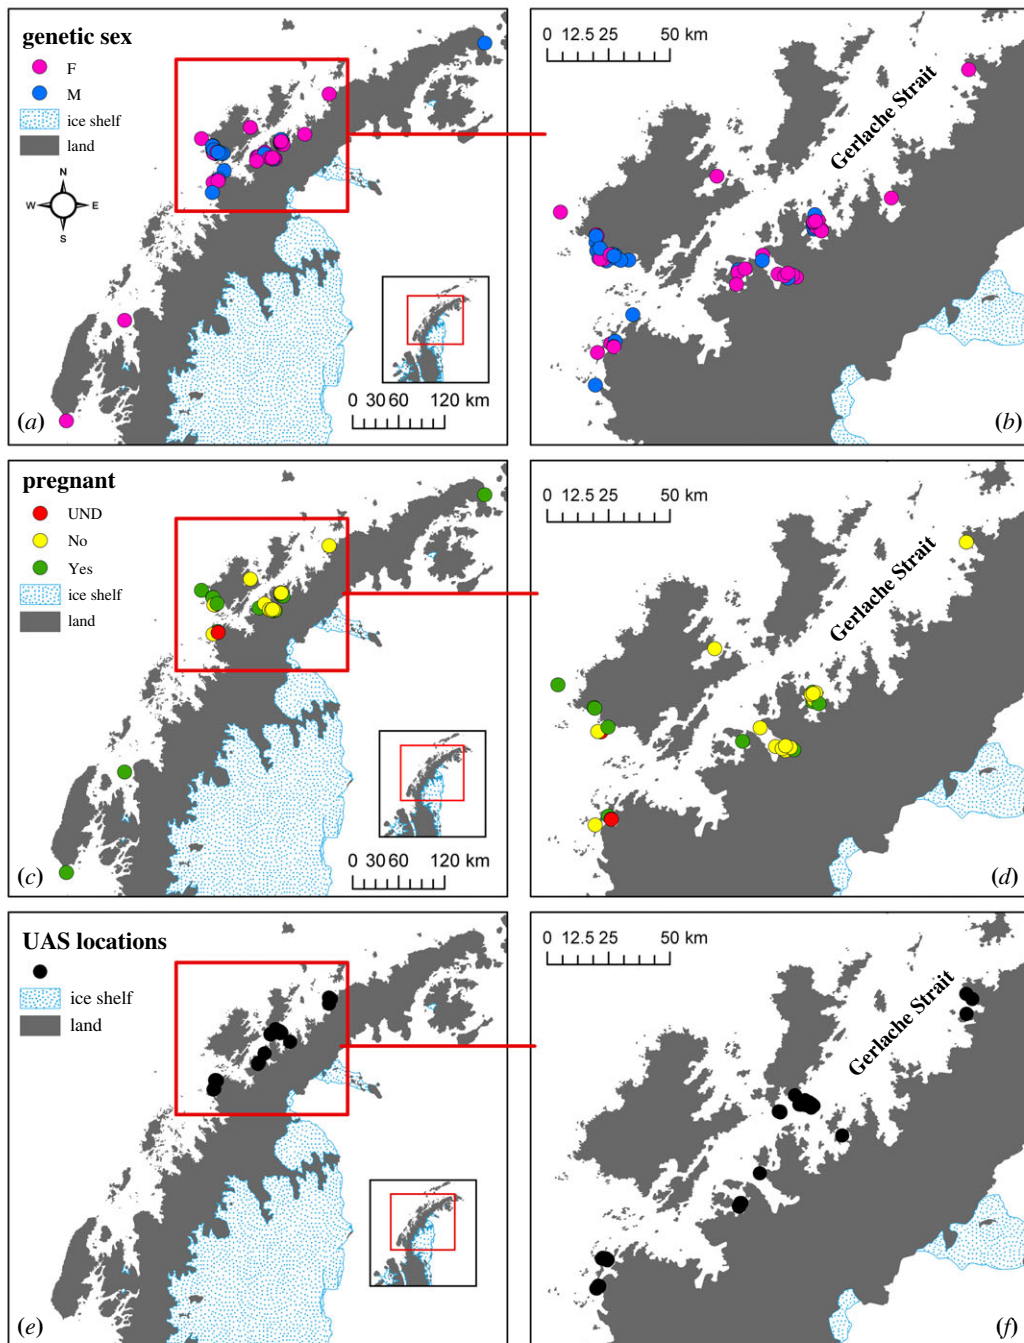 genetic sex
F
M
ice shelf
land
N
W E
S
0 30 60 120 km
(a)
0 12.5 25 50 km
Gerlache Strait
(b)
pregnant
UND
No
Yes
ice shelf
land
0 30 60 120 km
(c)
0 12.5 25 50 km
Gerlache Strait
(d)
UAS locations
ice shelf
land
(e)
0 12.5 25 50 km
Gerlache Strait
(f)